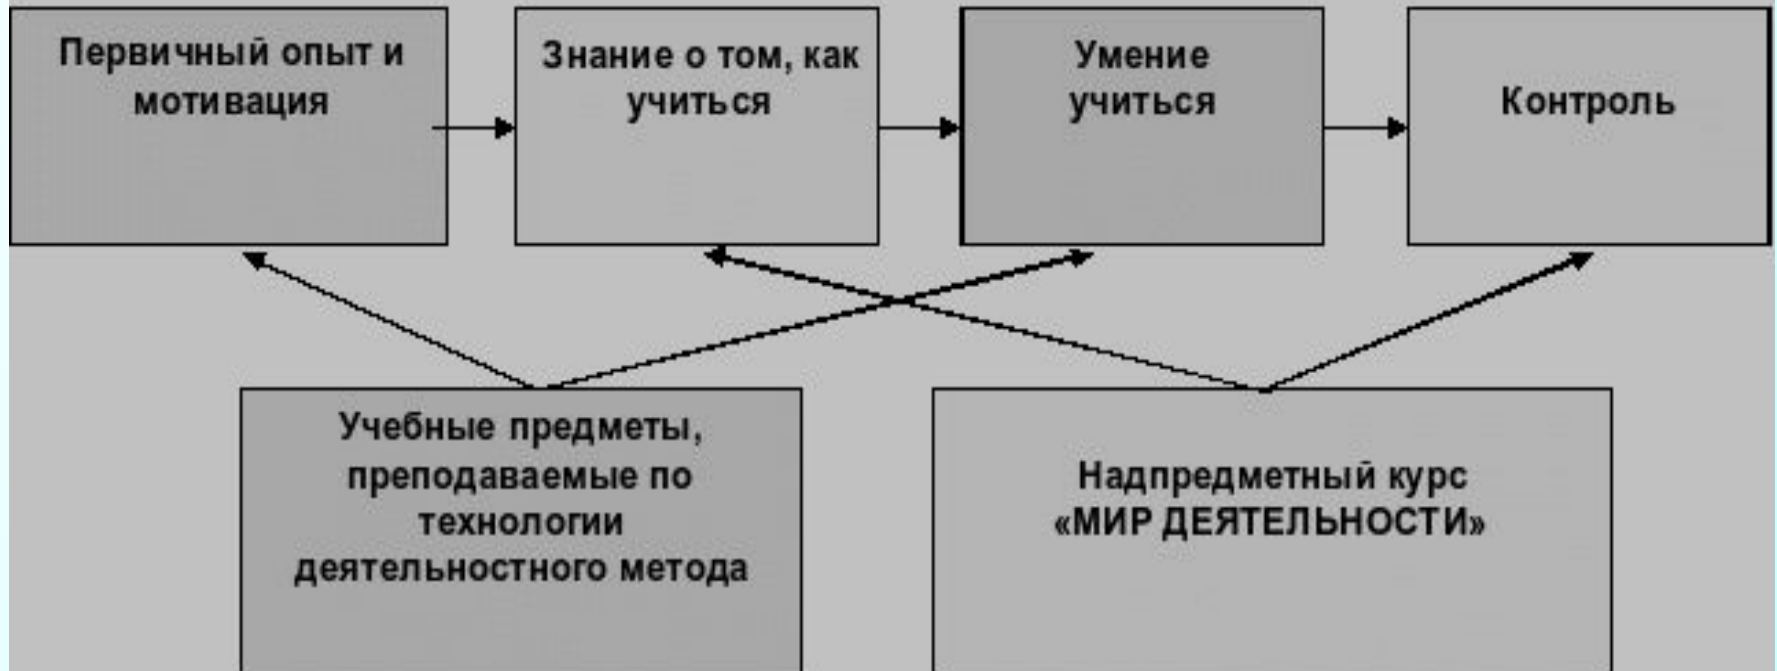 Первичный опыт и
мотивация
Знание о том, как
учиться
Умение
учиться
Контроль
Учебные предметы,
преподаваемые по
технологии
деятельностного метода
Надпредметный курс
«МИР ДЕЯТЕЛЬНОСТИ»